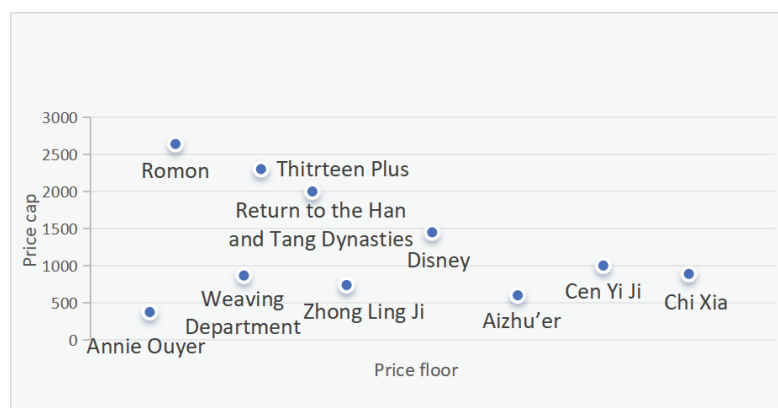 3000
2500
2000
1500
1000
500
0
Price cap
Romon
Thitrteen Plus
Return to the Han
and Tang Dynasties
Disney
Weaving
Department
Zhong Ling Ji
Cen Yi Ji
Chi Xia
Aizhu’er
Annie Ouyer
Price floor